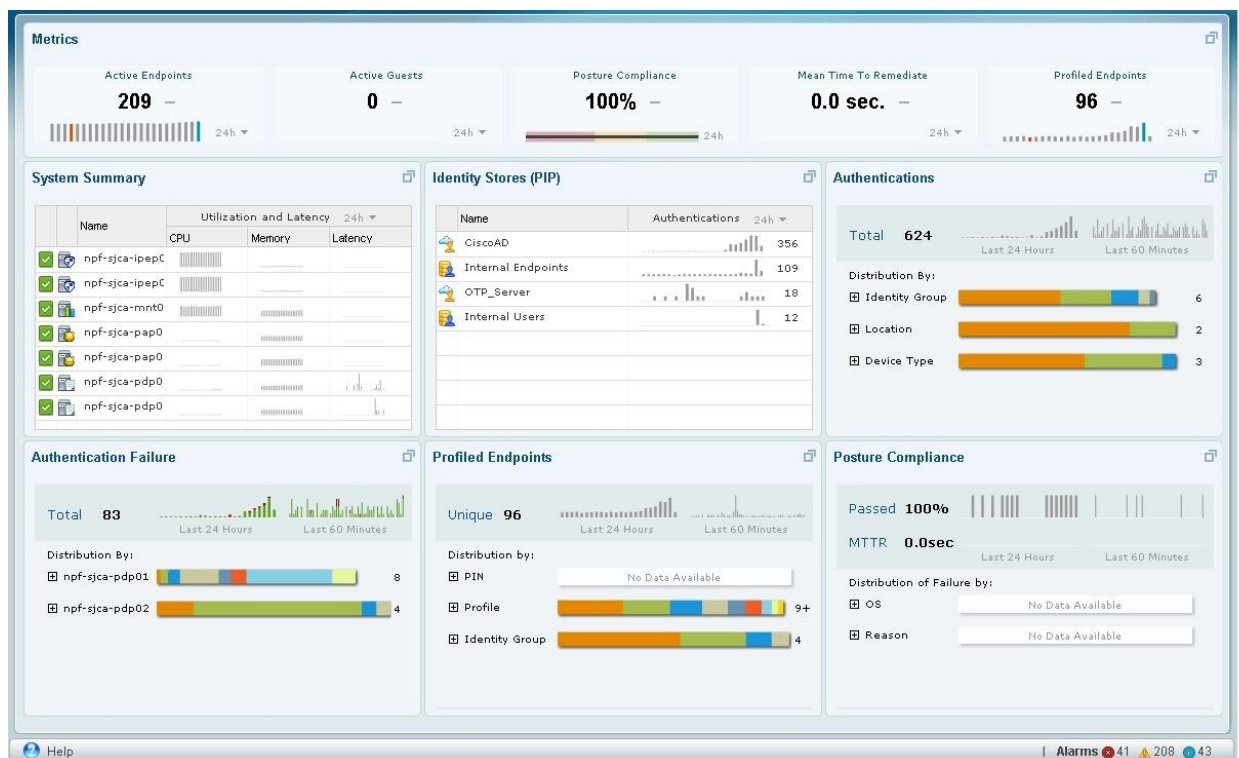 Metrics
Active Endpoints
209 –
24h
Active Guests
0 –
24h
Posture Compliance
100% –
24h
Mean Time To Remediate
0.0 sec. –
24h
Profiled Endpoints
96 –
24h
System Summary
Name
Utilization and Latency 24h
CPU Memory Latency
npf-sjca-ipep
npf-sjca-ipep
npf-sjca-mnt0
npf-sjca-pap0
npf-sjca-pap0
npf-sjca-pdp0
npf-sjca-pdp0
Identity Stores (PIP)
Name Authentications 24h
CiscoAD 356
Internal Endpoints 109
OTP_Server 18
Internal Users 12
Authentications
Total 624
Last 24 Hours Last 60 Minutes
Distribution By:
Identity Group 6
Location 2
Device Type 3
Authentication Failure
Total 83
Last 24 Hours Last 60 Minutes
Distribution By:
npf-sjca-pdp01 8
npf-sjca-pdp02 4
Profiled Endpoints
Unique 96
Last 24 Hours Last 60 Minutes
Distribution by:
PIN No Data Available
Profile 9+
Identity Group 4
Posture Compliance
Passed 100%
MTTR 0.0sec
Last 24 Hours Last 60 Minutes
Distribution of Failure by:
OS No Data Available
Reason No Data Available
Help
| Alarms 41 208 43